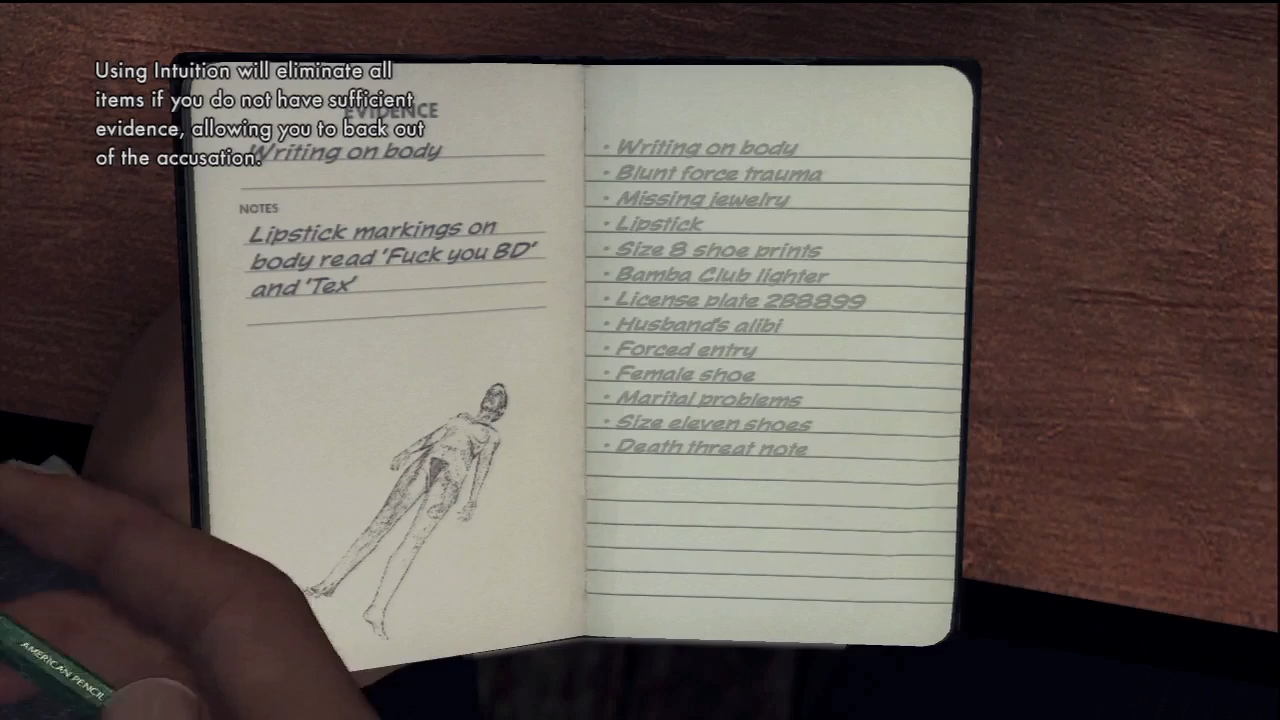 Using Intuition will eliminate all
items if you do not have sufficient
evidence, allowing you to back out
of the accusation.
EVIDENCE
Writing on body
NOTES
Lipstick markings on
body read 'Fuck you BD'
and 'Tex'
• Writing on body
• Blunt force trauma
• Missing jewelry
• Lipstick
• Size 8 shoe prints
• Bamba Club lighter
• License plate 2B8899
• Husband's alibi
• Forced entry
• Female shoe
• Marital problems
• Size eleven shoes
• Death threat note
AMERICAN PENCIL